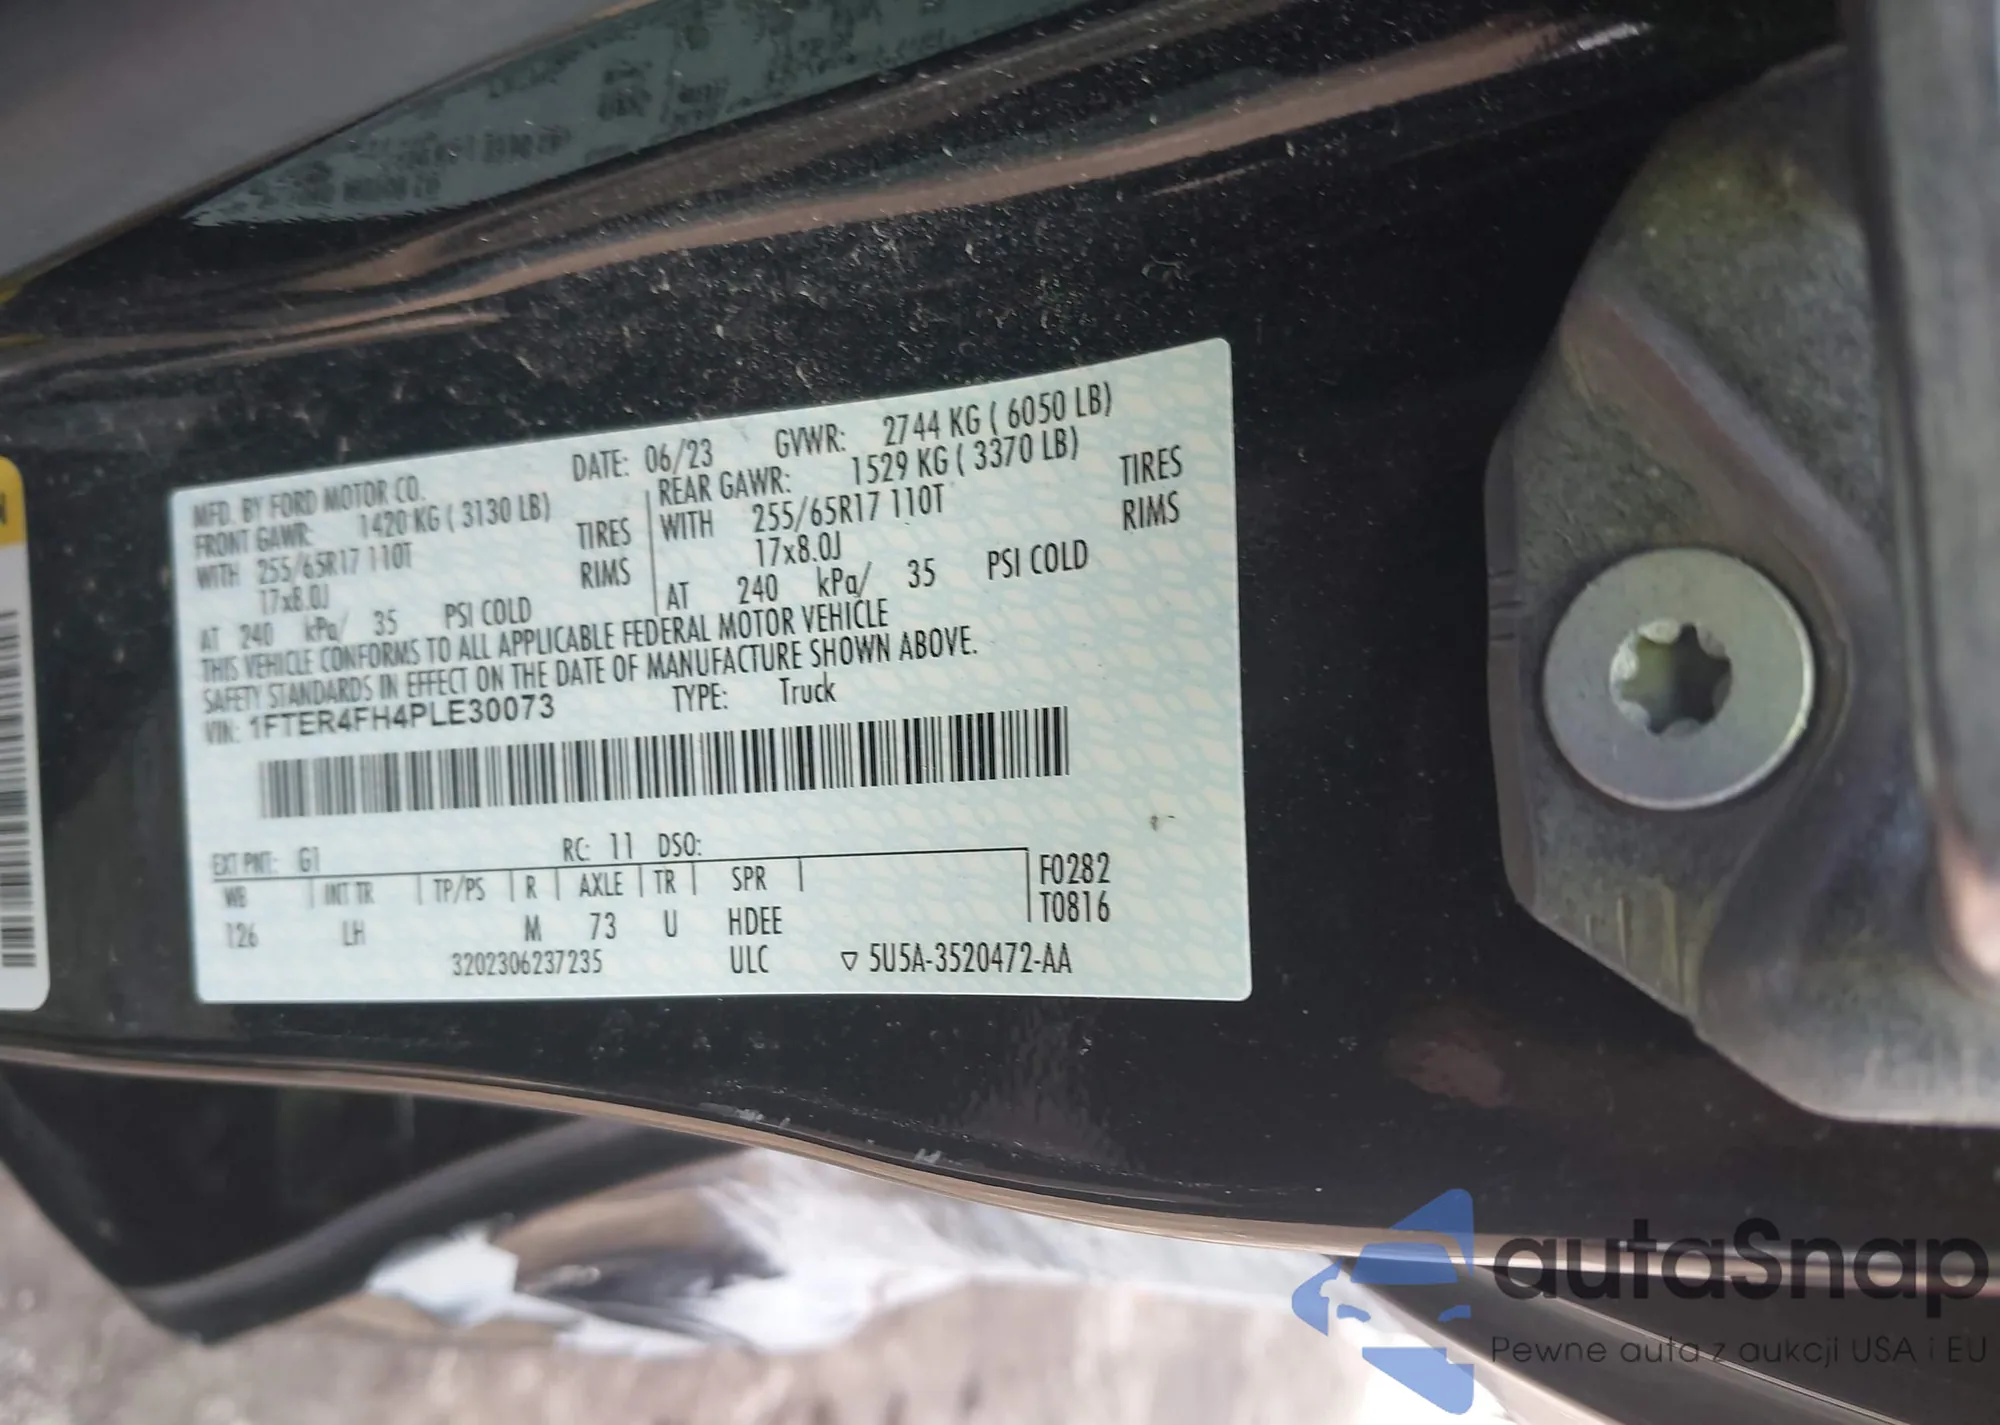 MFD. BY FORD MOTOR CO. DATE: 06/23 GVWR: 2744 KG ( 6050 LB)
FRONT GAWR: 1420 KG ( 3130 LB) REAR GAWR: 1529 KG ( 3370 LB)
WITH 255/65R17 110T TIRES WITH 255/65R17 110T TIRES
17x8.0J RIMS 17x8.0J RIMS
AT 240 kPa/ 35 PSI COLD AT 240 kPa/ 35 PSI COLD
THIS VEHICLE CONFORMS TO ALL APPLICABLE FEDERAL MOTOR VEHICLE
SAFETY STANDARDS IN EFFECT ON THE DATE OF MANUFACTURE SHOWN ABOVE.
VIN: 1FTER4FH4PLE30073 TYPE: Truck
EXT PNT: G1 RC: 11 DSO:
WB INT TR TP/PS R AXLE TR SPR F0282
126 LH M 73 U HDEE T0816
3202306237235 ULC ▽ 5U5A-3520472-AA
autaSnap
Pewne auta z aukcji USA i EU